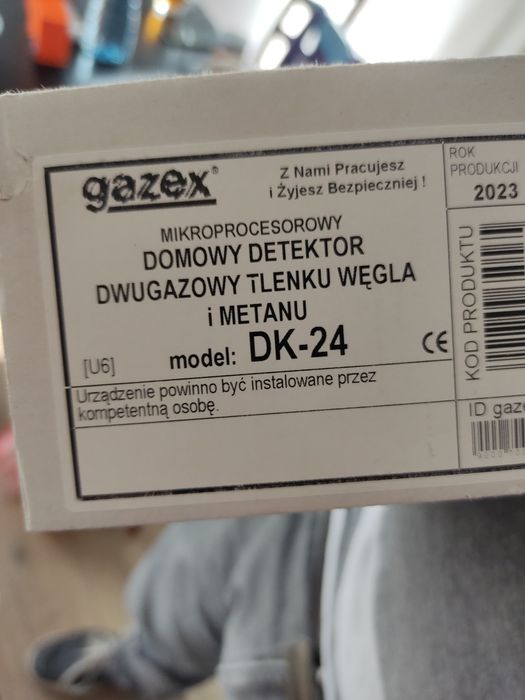 gazex®
Z Nami Pracujesz
i Żyjesz Bezpieczniej !
MIKROPROCESOROWY
DOMOWY DETEKTOR
DWUGAZOWY TLENKU WĘGLA
i METANU
[U6] model: DK-24 CE
Urządzenie powinno być instalowane przez
kompetentną osobę.
ROK
PRODUKCJI
2023
KOD PRODUKTU
ID